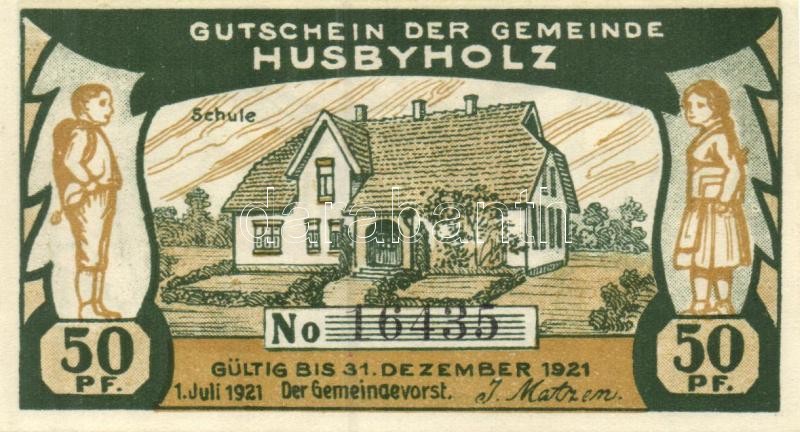 GUTSCHEIN DER GEMEINDE
HUSBYHOLZ
Schule
darabanth
No 16435
50 PF.
50 PF.
GÜLTIG BIS 31. DEZEMBER 1921
1. Juli 1921 Der Gemeindevorst. J. Matzen.